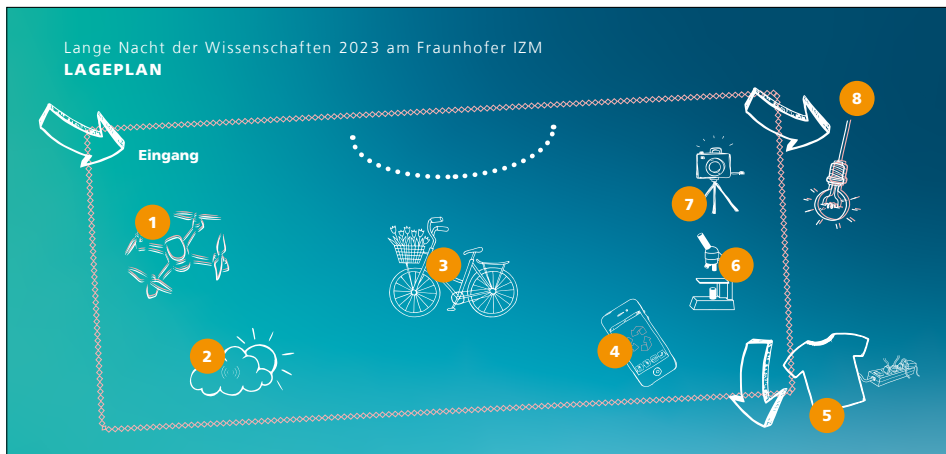 Lange Nacht der Wissenschaften 2023 am Fraunhofer IZM
LAGEPLAN
Eingang
8
1
7
3
6
2
4
5